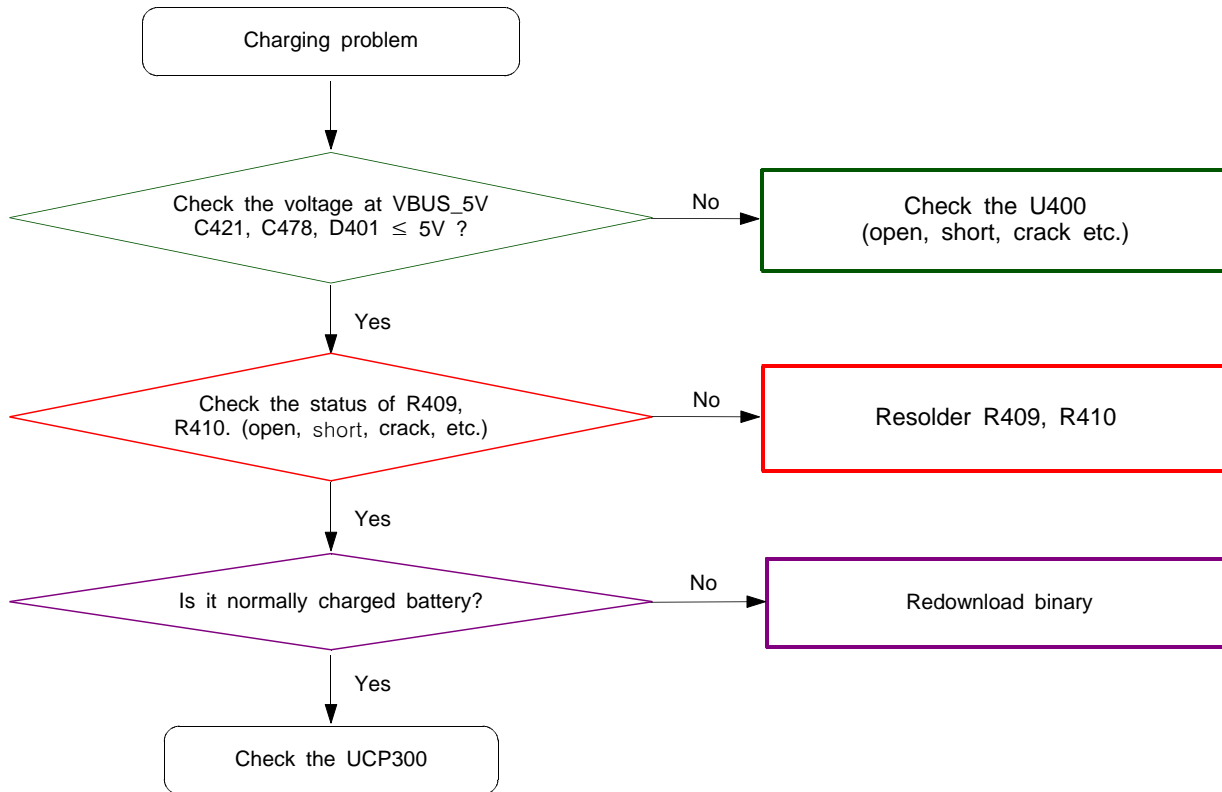 Charging problem
Check the voltage at VBUS_5V
C421, C478, D401 ≤ 5V ?
No
Check the U400
(open, short, crack etc.)
Yes
Check the status of R409,
R410. (open, short, crack, etc.)
No
Resolder R409, R410
Yes
Is it normally charged battery?
No
Redownload binary
Yes
Check the UCP300